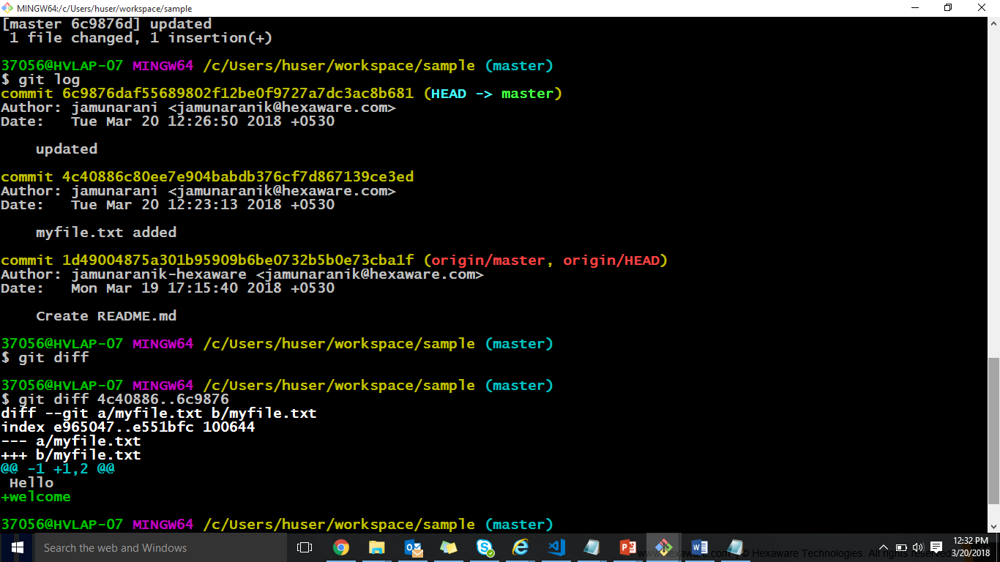 MINGW64:/c/Users/huser/workspace/sample
[master 6c9876d] updated
 1 file changed, 1 insertion(+)
37056@HVLAP-07 MINGW64 /c/Users/huser/workspace/sample (master)
$ git log
commit 6c9876daf55689802f12be0f9727a7dc3ac8b681 (HEAD -> master)
Author: jamunarani <jamunaranik@hexaware.com>
Date:   Tue Mar 20 12:26:50 2018 +0530
    updated
commit 4c40886c80ee7e904babdb376cf7d867139ce3ed
Author: jamunarani <jamunaranik@hexaware.com>
Date:   Tue Mar 20 12:23:13 2018 +0530
    myfile.txt added
commit 1d49004875a301b95909b6be0732b5b0e73cba1f (origin/master, origin/HEAD)
Author: jamunaranik-hexaware <jamunaranik@hexaware.com>
Date:   Mon Mar 19 17:15:40 2018 +0530
    Create README.md
37056@HVLAP-07 MINGW64 /c/Users/huser/workspace/sample (master)
$ git diff
37056@HVLAP-07 MINGW64 /c/Users/huser/workspace/sample (master)
$ git diff 4c40886..6c9876
diff --git a/myfile.txt b/myfile.txt
index e965047..e551bfc 100644
--- a/myfile.txt
+++ b/myfile.txt
@@ -1 +1,2 @@
 Hello
+welcome
37056@HVLAP-07 MINGW64 /c/Users/huser/workspace/sample (master)
Search the web and Windows
12:32 PM
3/20/2018
www.hexaware.com | © Hexaware Technologies. All rights reserved